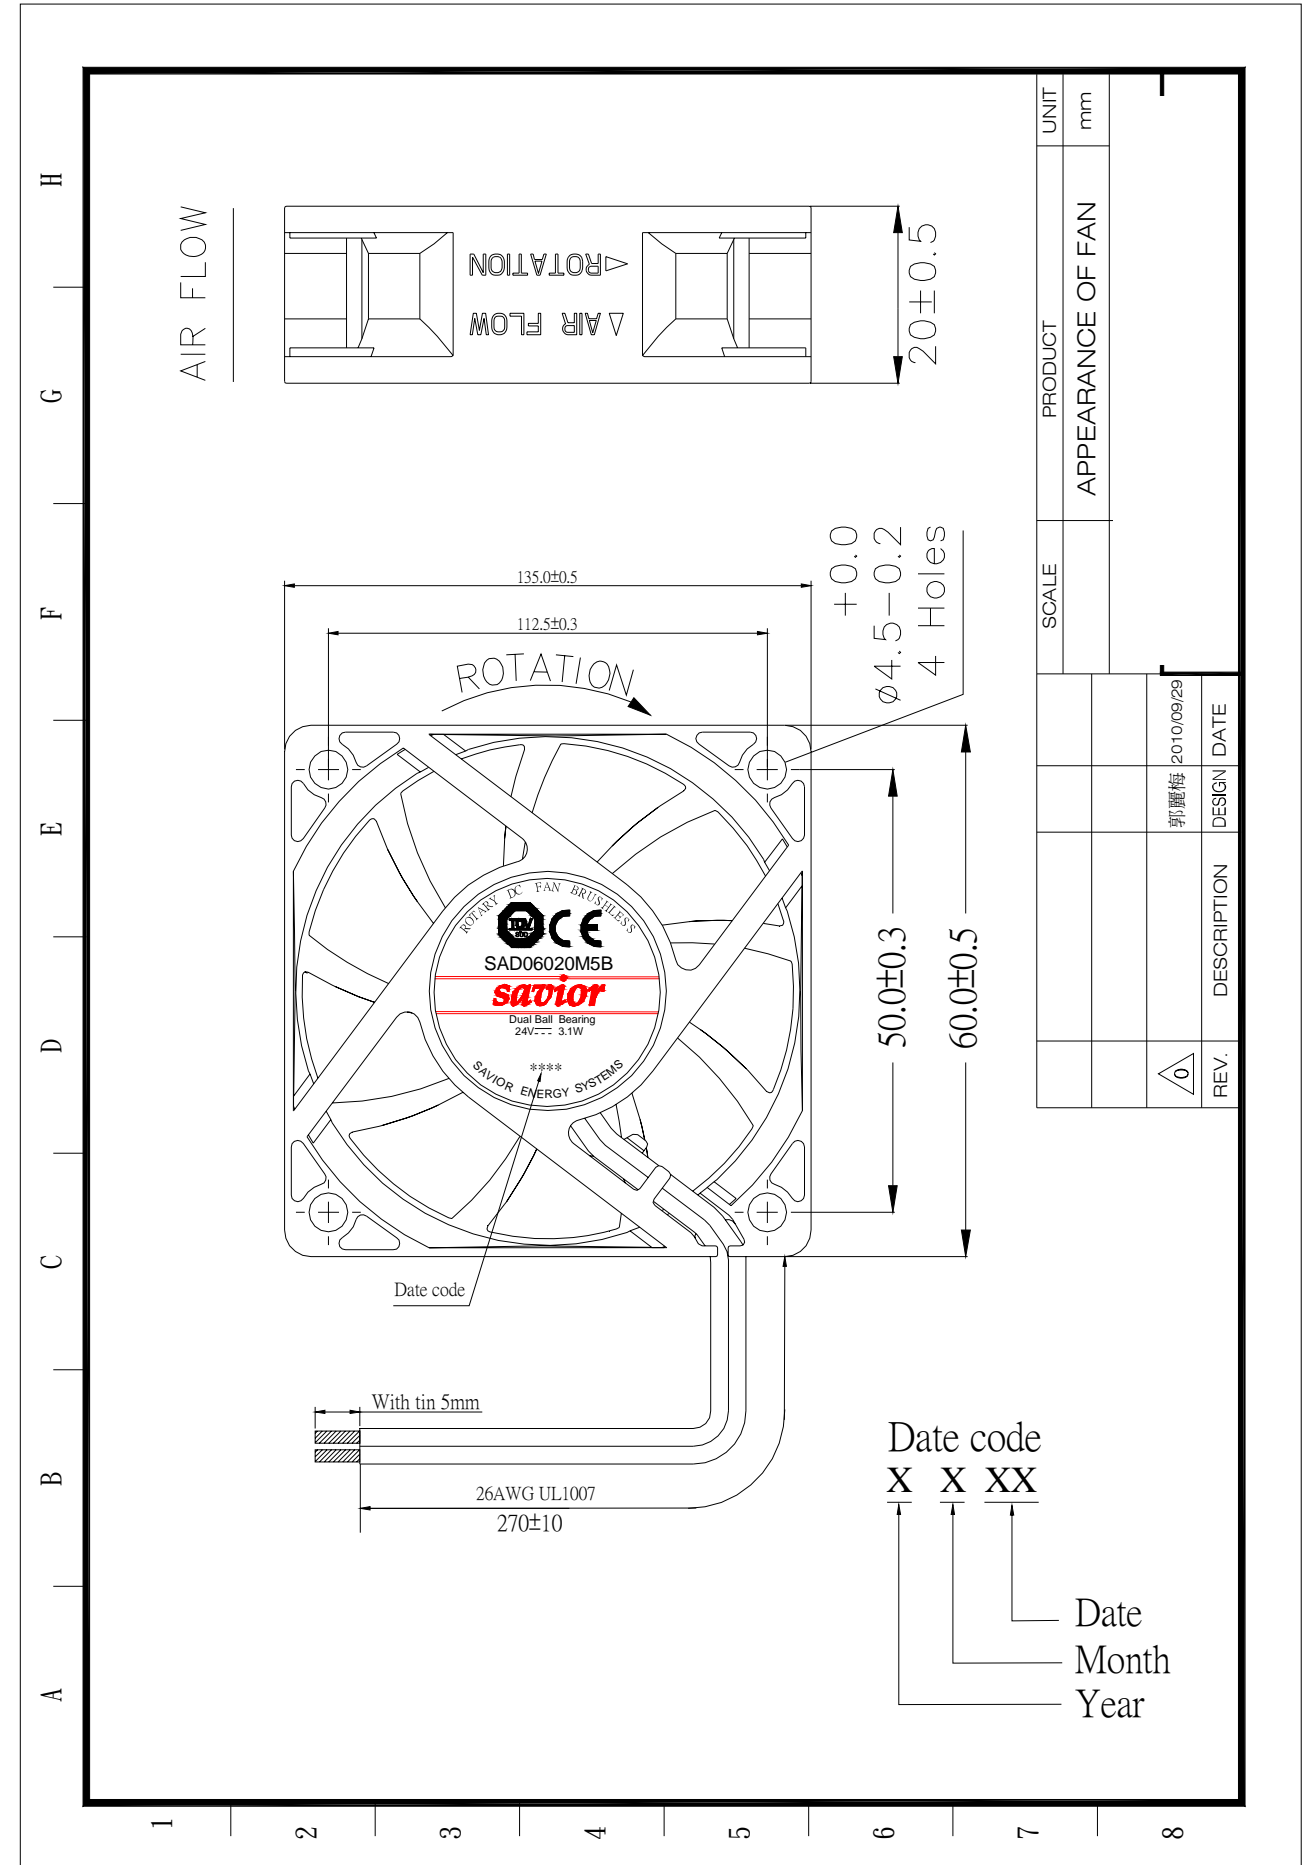 H
G
F
E
D
C
B
A
1
2
3
4
5
6
7
8
AIR FLOW
ROTATION
AIR FLOW
20±0.5
UNIT
mm
PRODUCT
APPEARANCE OF FAN
SCALE
135.0±0.5
112.5±0.3
ROTATION
+0.0
ø4.5-0.2
4 Holes
ROTARY DC FAN BRUSHLESS
TÜV
CE
SAD06020M5B
savior
Dual Ball Bearing
24V 3.1W
****
SAVIOR ENERGY SYSTEMS
50.0±0.3
60.0±0.5
郭麗梅 2010/09/29
REV. DESCRIPTION DESIGN DATE
0
Date code
With tin 5mm
26AWG UL1007
270±10
Date code
X X XX
Date
Month
Year